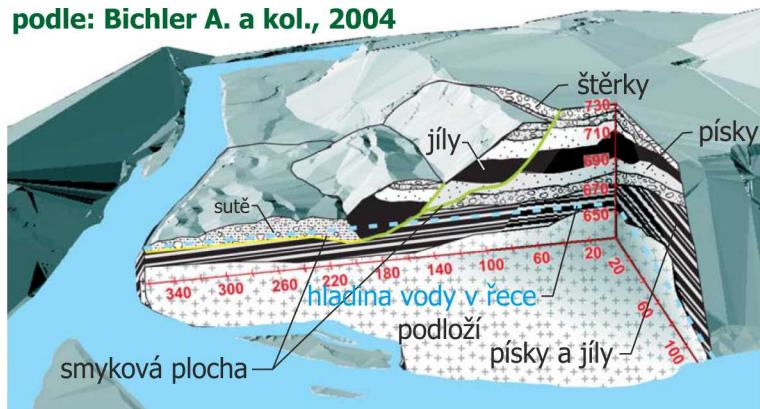 podle: Bichler A. a kol., 2004
štěrky
730
710
690
670
650
jíly
písky
sutě
340
300
260
220
180
140
100
60
20
20
60
100
hladina vody v řece
podloží
písky a jíly
smyková plocha